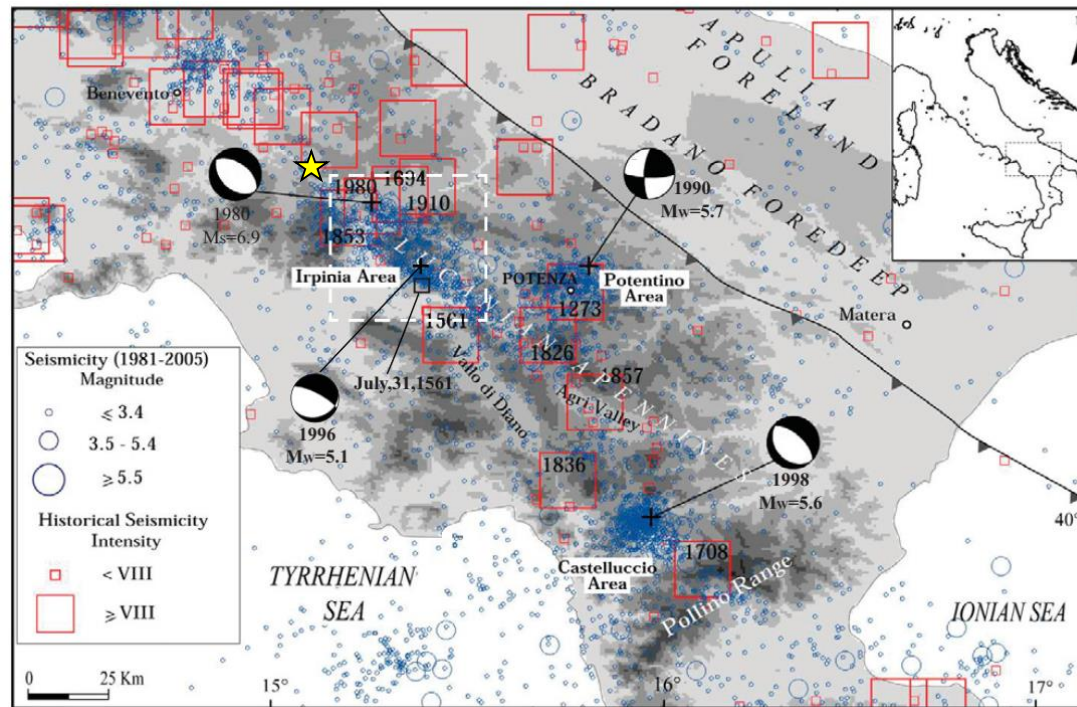 APULIA
FORELAND
BRADANO FOREDEEP
Benevento
1980
Ms=6.9
1980
1694
1910
1853
1990
Mw=5.7
Irpinia Area
POTENZA
Potentino
Area
1273
Matera
LUCANIAN APENNINES
1561
1826
July,31,1561
Vallo di Diano
1857
Agri Valley
1996
Mw=5.1
1836
1998
Mw=5.6
40°
Castelluccio
Area
1708
Pollino Range
TYRRHENIAN
SEA
IONIAN SEA
Seismicity (1981-2005)
Magnitude
⩽ 3.4
3.5 - 5.4
⩾ 5.5
Historical Seismicity
Intensity
< VIII
⩾ VIII
0 25 Km
15°
16°
17°